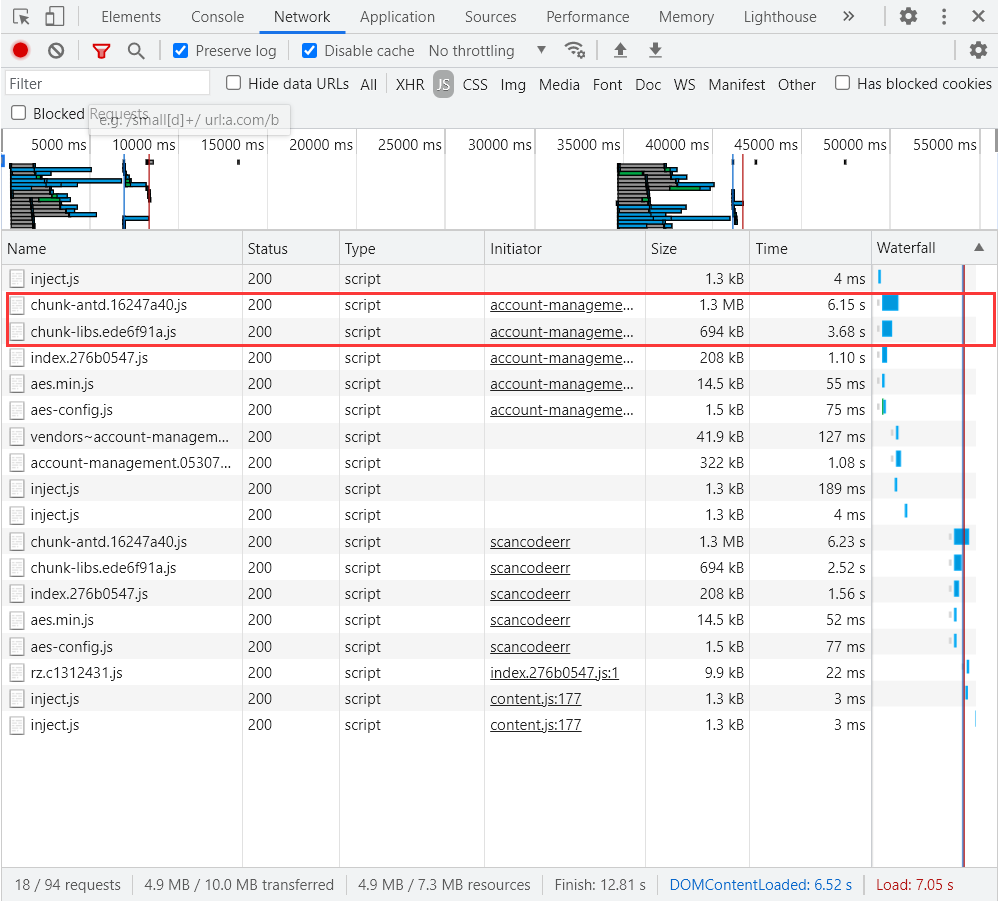 Elements Console Network Application Sources Performance Memory Lighthouse »
Preserve log Disable cache No throttling
Filter Hide data URLs All XHR JS CSS Img Media Font Doc WS Manifest Other Has blocked cookies
Blocked Requests
e.g. /small[d]+/ url:a.com/b
5000 ms 10000 ms 15000 ms 20000 ms 25000 ms 30000 ms 35000 ms 40000 ms 45000 ms 50000 ms 55000 ms
Name Status Type Initiator Size Time Waterfall
inject.js 200 script 1.3 kB 4 ms
chunk-antd.16247a40.js 200 script account-manageme... 1.3 MB 6.15 s
chunk-libs.ede6f91a.js 200 script account-manageme... 694 kB 3.68 s
index.276b0547.js 200 script account-manageme... 208 kB 1.10 s
aes.min.js 200 script account-manageme... 14.5 kB 55 ms
aes-config.js 200 script account-manageme... 1.5 kB 75 ms
vendors~account-managem... 200 script 41.9 kB 127 ms
account-management.05307... 200 script 322 kB 1.08 s
inject.js 200 script 1.3 kB 189 ms
inject.js 200 script 1.3 kB 4 ms
chunk-antd.16247a40.js 200 script scancodeerr 1.3 MB 6.23 s
chunk-libs.ede6f91a.js 200 script scancodeerr 694 kB 2.52 s
index.276b0547.js 200 script scancodeerr 208 kB 1.56 s
aes.min.js 200 script scancodeerr 14.5 kB 52 ms
aes-config.js 200 script scancodeerr 1.5 kB 77 ms
rz.c1312431.js 200 script index.276b0547.js:1 9.9 kB 22 ms
inject.js 200 script content.js:177 1.3 kB 3 ms
inject.js 200 script content.js:177 1.3 kB 3 ms
18 / 94 requests 4.9 MB / 10.0 MB transferred 4.9 MB / 7.3 MB resources Finish: 12.81 s DOMContentLoaded: 6.52 s Load: 7.05 s